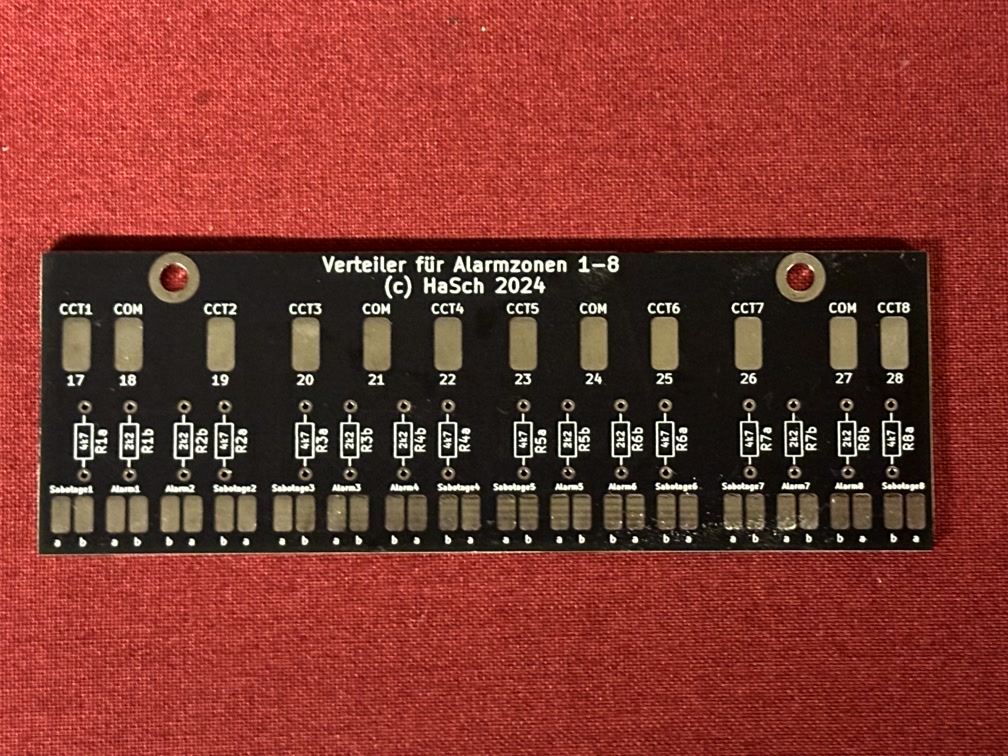 Verteiler für Alarmzonen 1-8
(c) HaSch 2024
CCT1 COM CCT2 CCT3 COM CCT4 CCT5 COM CCT6 CCT7 COM CCT8
17 18 19 20 21 22 23 24 25 26 27 28
4k7 R1a 2k2 R1b 2k2 R2b 4k7 R2a 4k7 R3a 2k2 R3b 2k2 R4b 4k7 R4a 4k7 R5a 2k2 R5b 2k2 R6b 4k7 R6a 4k7 R7a 2k2 R7b 2k2 R8b 4k7 R8a
Sabotage1 Alarm1 Alarm2 Sabotage2 Sabotage3 Alarm3 Alarm4 Sabotage4 Sabotage5 Alarm5 Alarm6 Sabotage6 Sabotage7 Alarm7 Alarm8 Sabotage8
a b a b b a b a a b a b b a b a a b a b b a b a a b a b b a b a